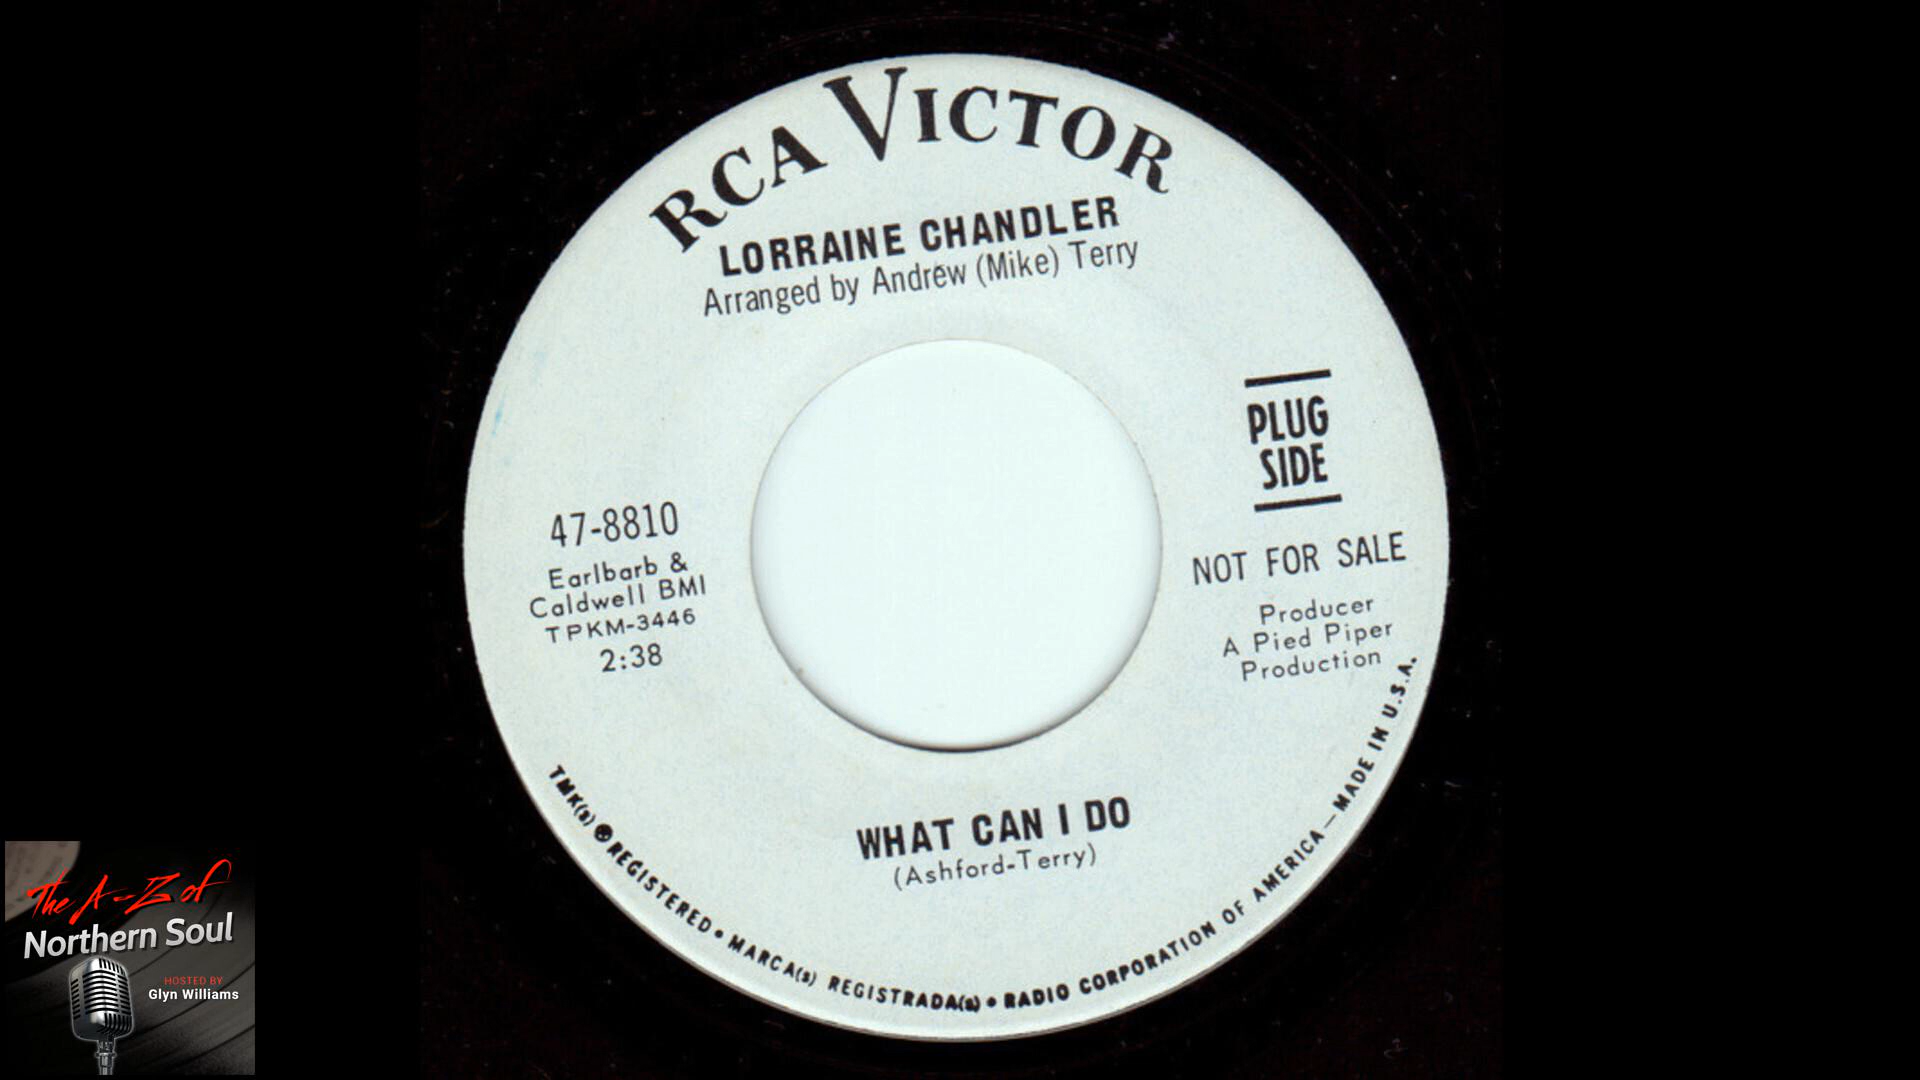 RCA VICTOR
LORRAINE CHANDLER
Arranged by Andrew (Mike) Terry
PLUG
SIDE
47-8810
Earlbarb &
Caldwell BMI
TPKM-3446
2:38
NOT FOR SALE
Producer
A Pied Piper
Production
WHAT CAN I DO
(Ashford-Terry)
TMK(s) REGISTERED • MARCA(s) REGISTRADA(s) • RADIO CORPORATION OF AMERICA — MADE IN U.S.A.
The A-Z of
Northern Soul
HOSTED BY
Glyn Williams